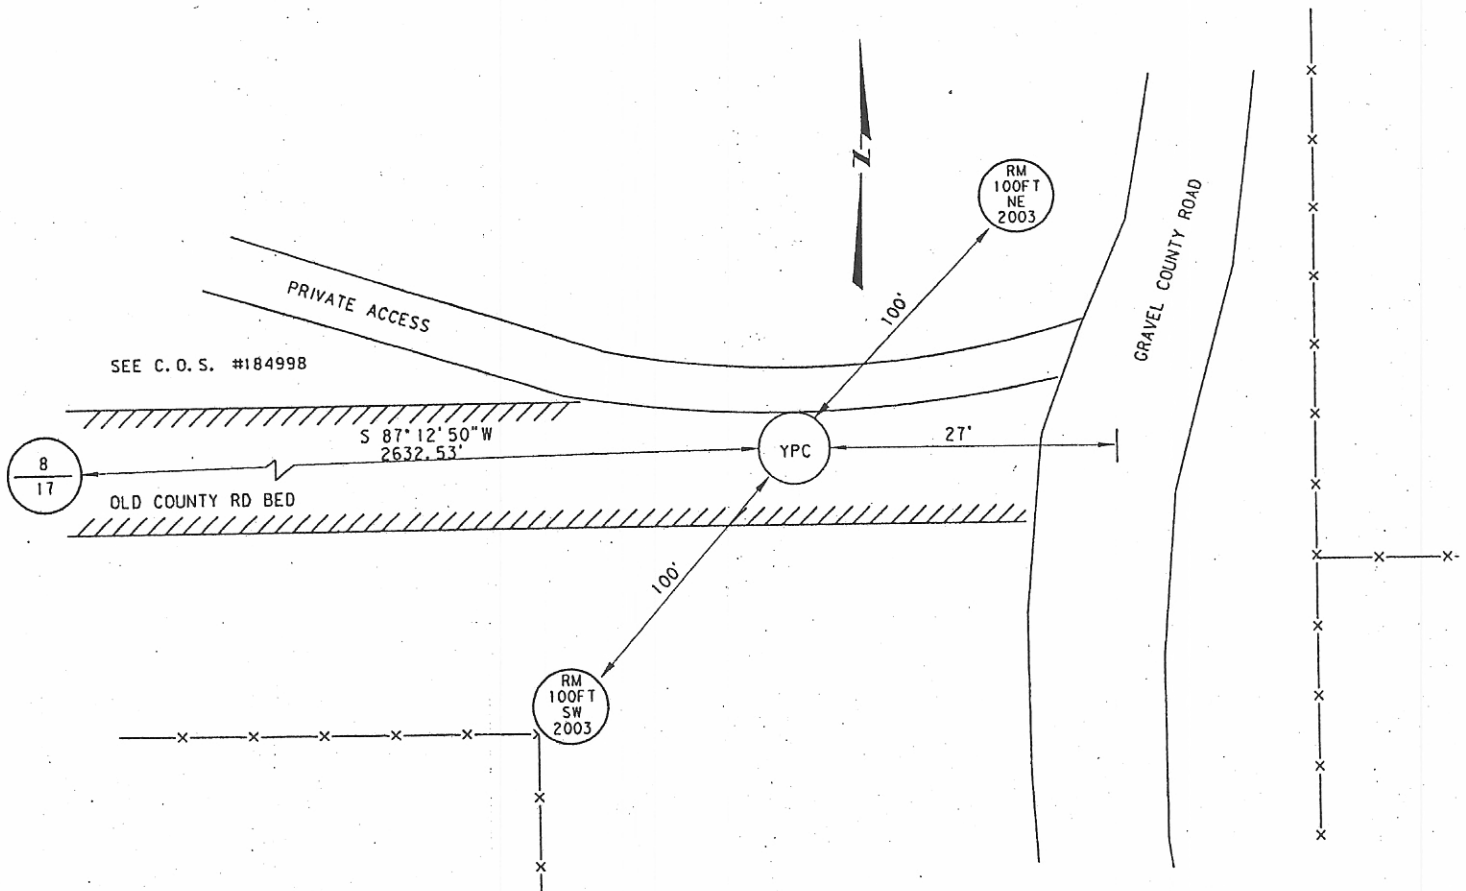 RM
100FT
NE
2003
GRAVEL COUNTY ROAD
PRIVATE ACCESS
100'
SEE C.O.S. #184998
S 87°12'50"W
2632.53'
27'
YPC
8
17
OLD COUNTY RD BED
100'
RM
100FT
SW
2003
Z